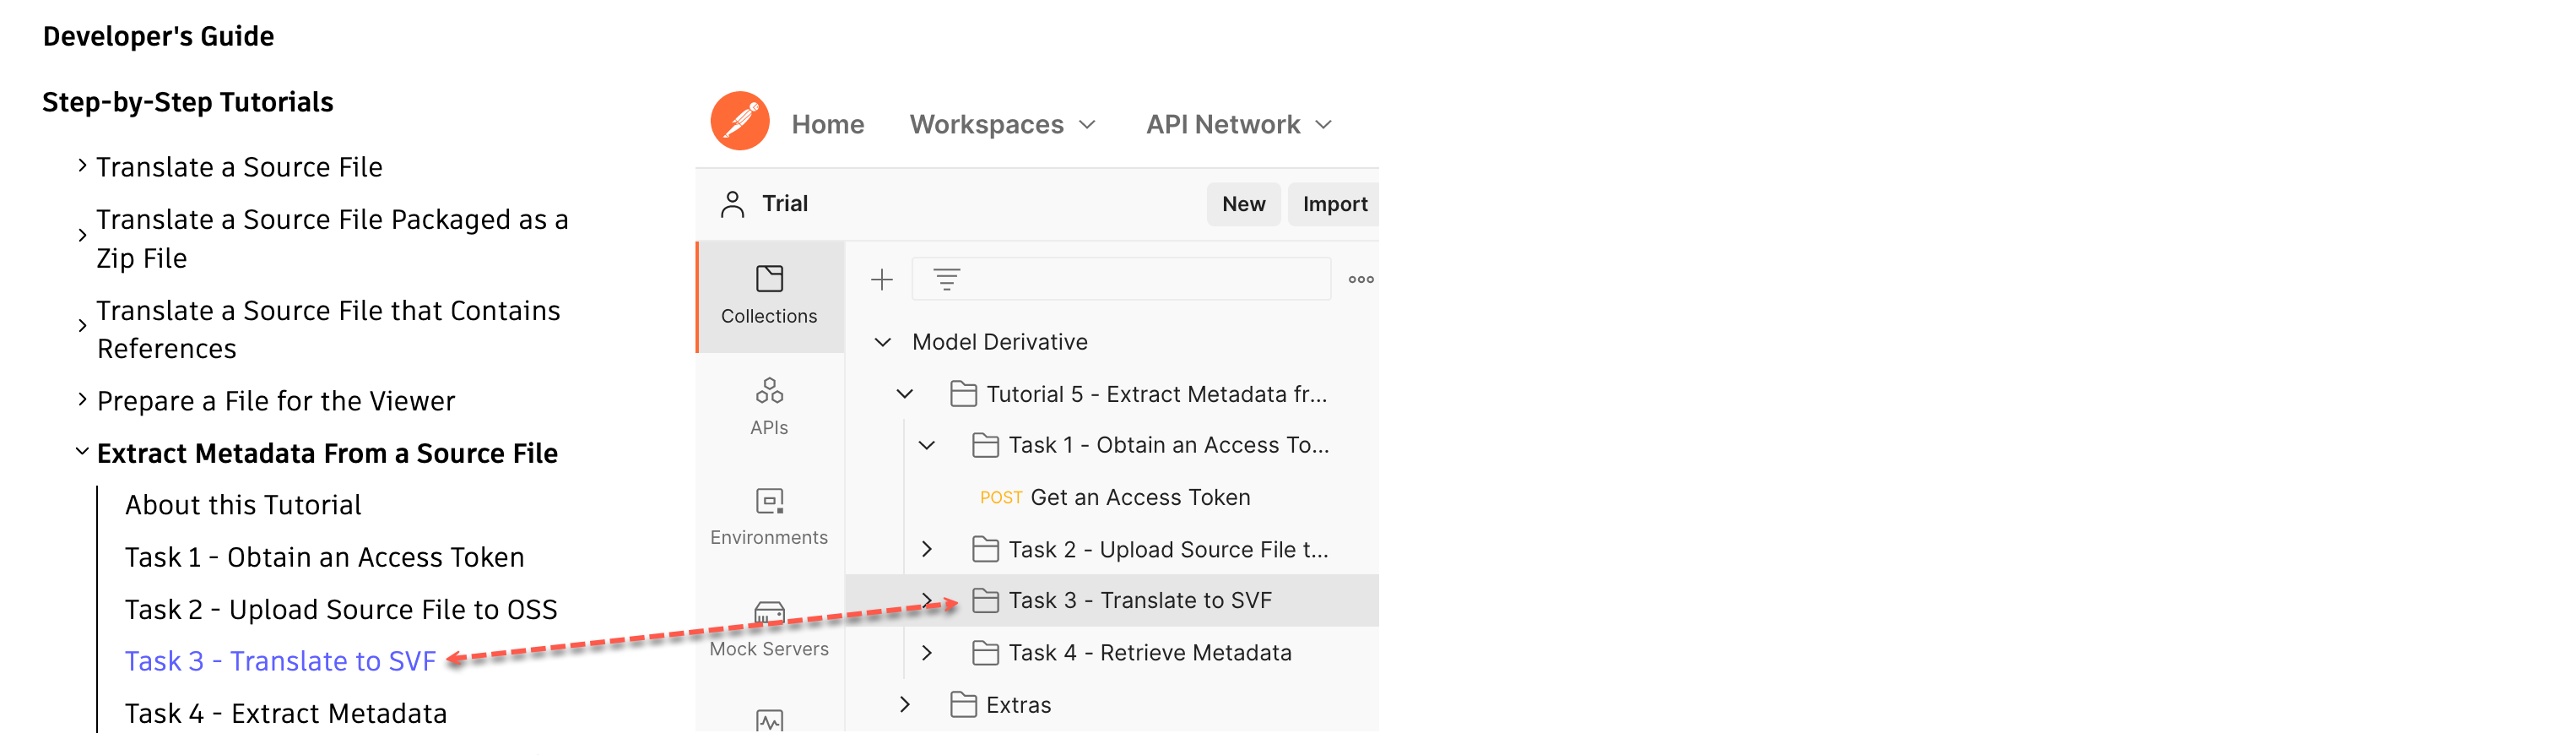 Developer's Guide
Step-by-Step Tutorials
Translate a Source File
Translate a Source File Packaged as a
Zip File
Translate a Source File that Contains
References
Prepare a File for the Viewer
Extract Metadata From a Source File
About this Tutorial
Task 1 - Obtain an Access Token
Task 2 - Upload Source File to OSS
Task 3 - Translate to SVF
Task 4 - Extract Metadata
Home Workspaces API Network
Trial New Import
Collections
APIs
Environments
Mock Servers
Model Derivative
Tutorial 5 - Extract Metadata fr...
Task 1 - Obtain an Access To...
POST Get an Access Token
Task 2 - Upload Source File t...
Task 3 - Translate to SVF
Task 4 - Retrieve Metadata
Extras